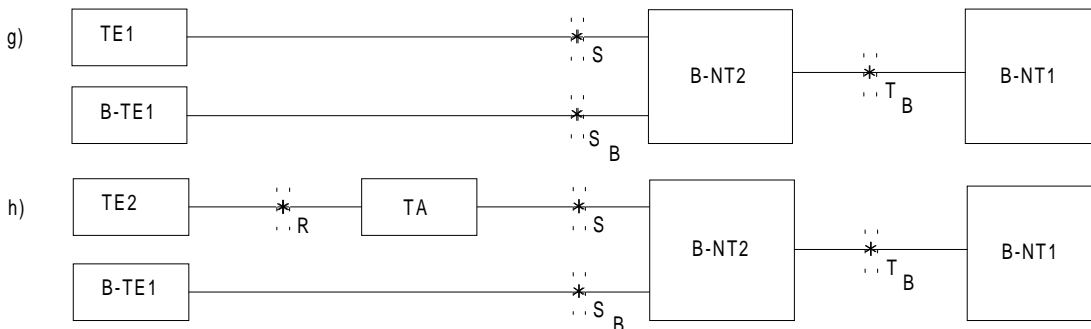 g)
TE1
S
B-NT2
B-NT1
T B
B-TE1
S B
h)
TE2
R
TA
S
B-NT2
B-NT1
T B
B-TE1
S B